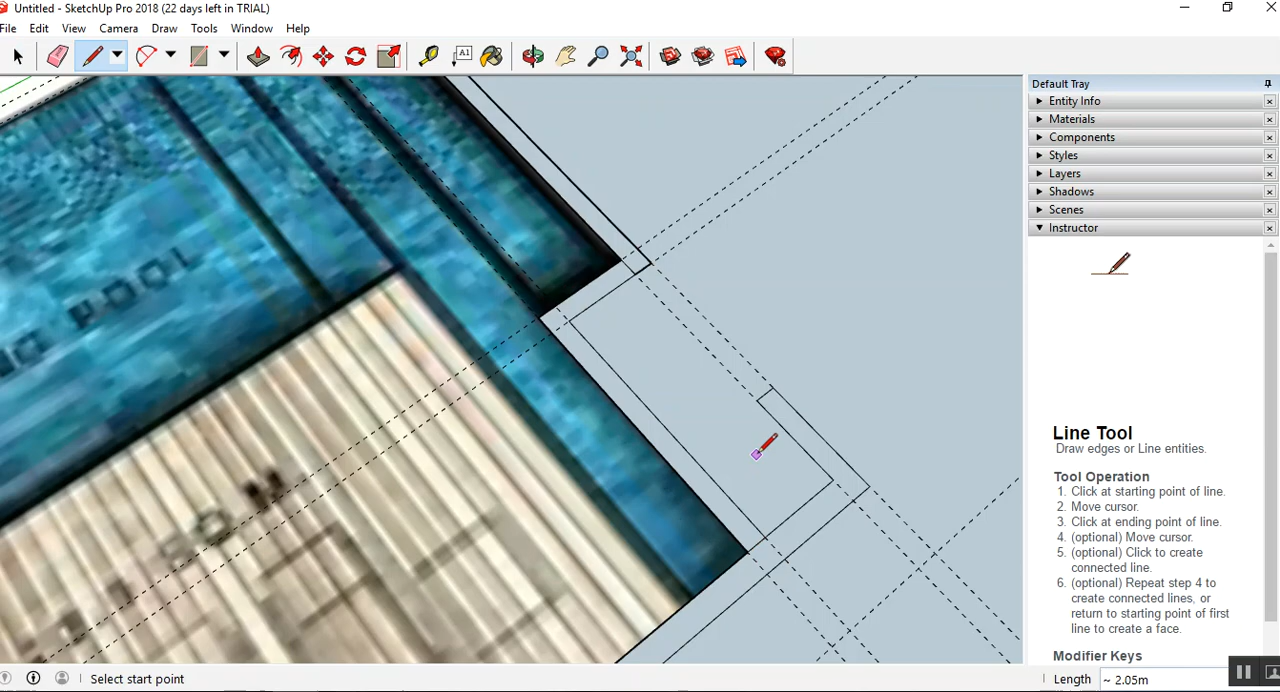 Untitled - SketchUp Pro 2018 (22 days left in TRIAL)
File Edit View Camera Draw Tools Window Help
A1
Default Tray
Entity Info
Materials
Components
Styles
Layers
Shadows
Scenes
Instructor
POOL
Line Tool
Draw edges or Line entities.
Tool Operation
1. Click at starting point of line.
2. Move cursor.
3. Click at ending point of line.
4. (optional) Move cursor.
5. (optional) Click to create
connected line.
6. (optional) Repeat step 4 to
create connected lines, or
return to starting point of first
line to create a face.
Modifier Keys
Select start point
Length ~ 2.05m